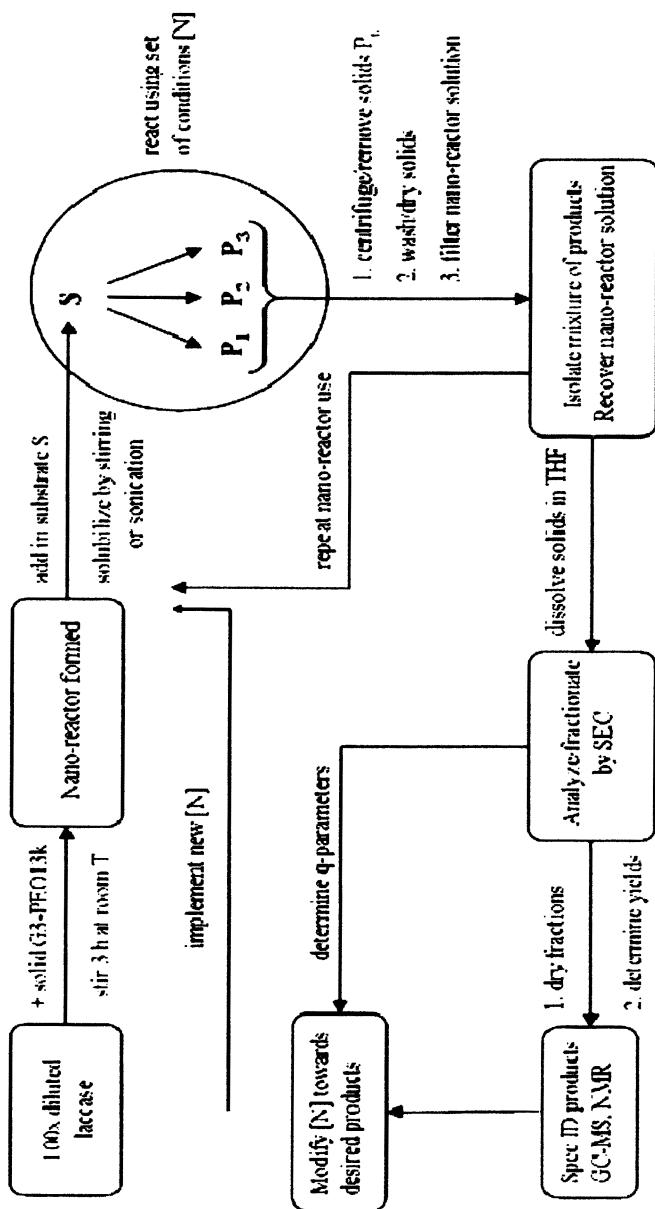 100x diluted
laccase
+ solid G3-PEO13k
stir 3 h at room T
Nano-reactor formed
add in substrate S
solubilize by stirring
or sonication
react using set
of conditions [N]
S
P1 P2 P3
1. centrifuge/remove solids Pi,
2. wash/dry solids
3. filter nano-reactor solution
Isolate mixture of products
Recover nano-reactor solution
repeat nano-reactor use
dissolve solids in THF
Analyze/fractionate
by SEC
determine q-parameters
1. dry fractions
2. determine yields
Spec ID products
GC-MS, NMR
Modify [N] towards
desired products
implement new [N]